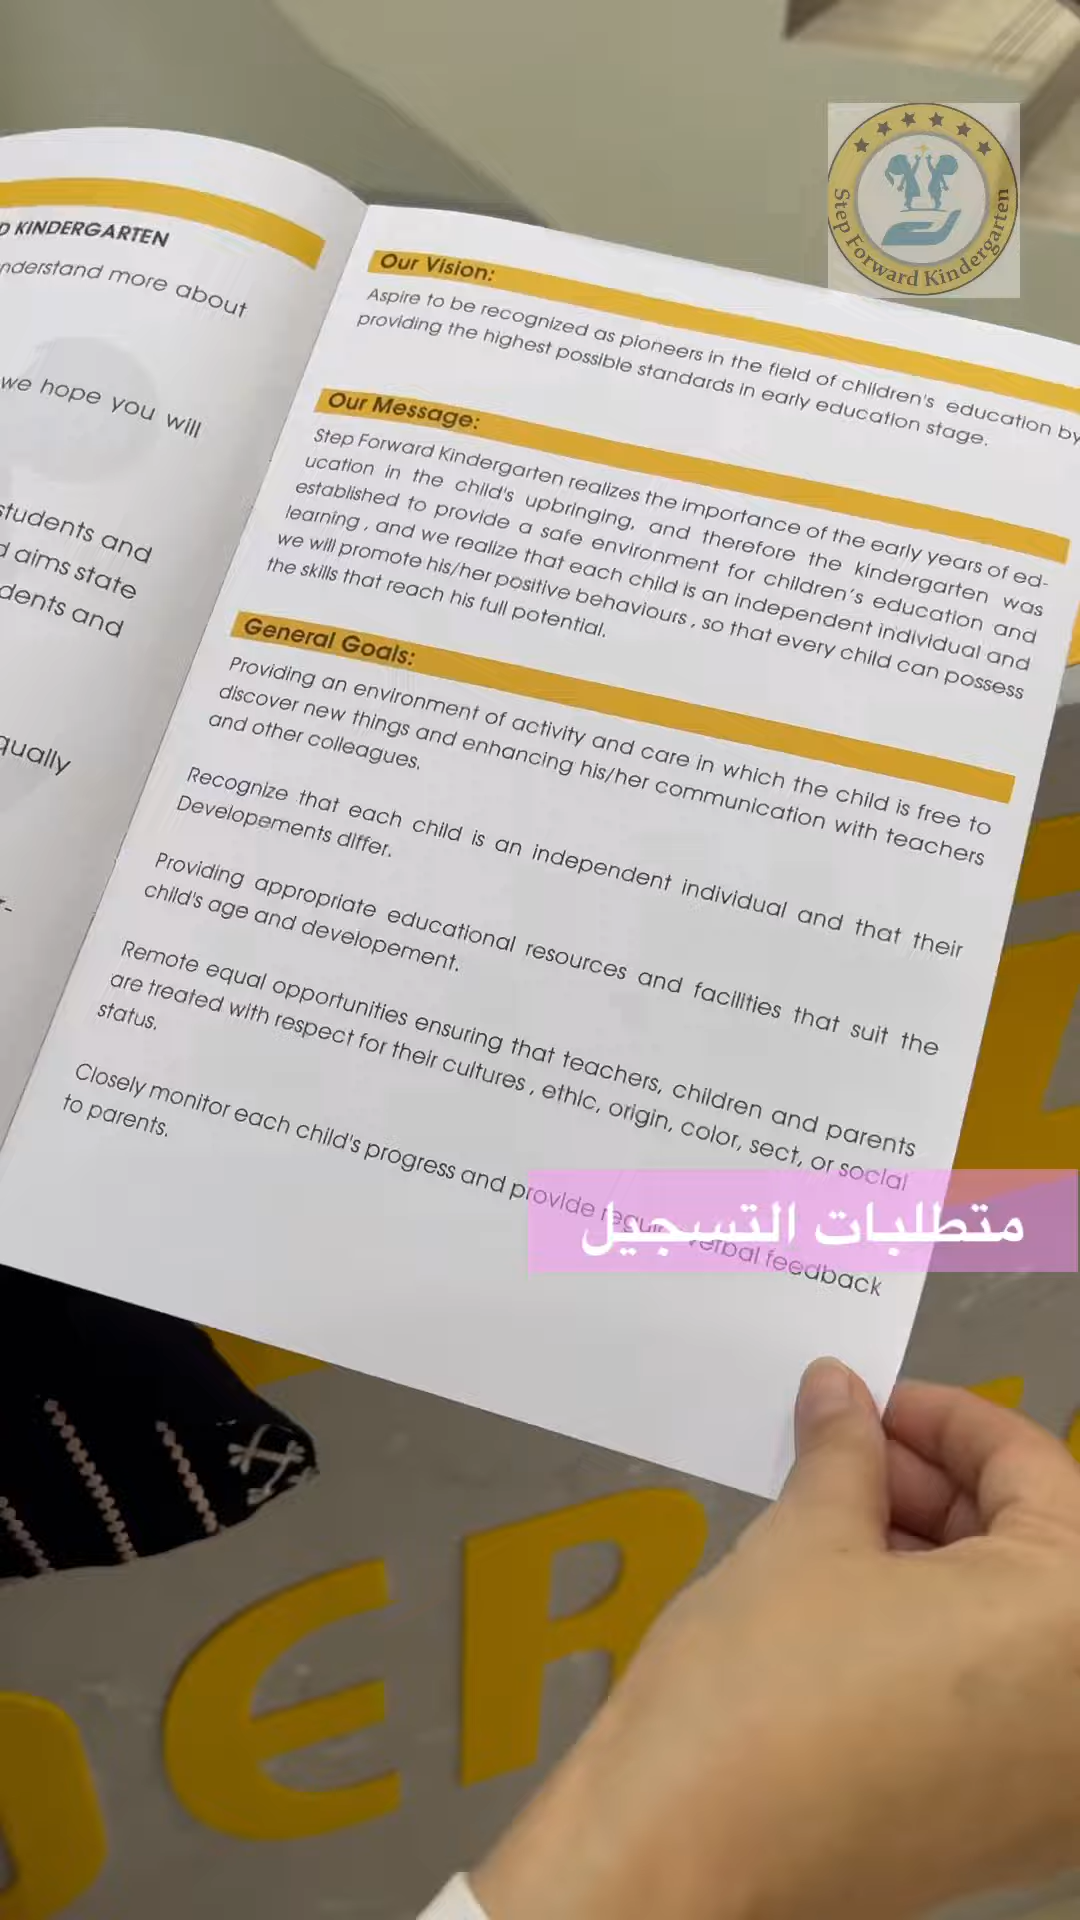 Step Forward Kindergarten
D KINDERGARTEN
nderstand more about
we hope you will
students and
d aims state
dents and
qually
r-
Our Vision:
Aspire to be recognized as pioneers in the field of children's education by
providing the highest possible standards in early education stage.
Our Message:
Step Forward Kindergarten realizes the importance of the early years of ed-
ucation in the child's upbringing, and therefore the kindergarten was
established to provide a safe environment for children's education and
learning , and we realize that each child is an independent individual and
we will promote his/her positive behaviours , so that every child can possess
the skills that reach his full potential.
General Goals:
Providing an environment of activity and care in which the child is free to
discover new things and enhancing his/her communication with teachers
and other colleagues.
Recognize that each child is an independent individual and that their
Developements differ.
Providing appropriate educational resources and facilities that suit the
child's age and developement.
Remote equal opportunities ensuring that teachers, children and parents
are treated with respect for their cultures , ethic, origin, color, sect, or social
status.
Closely monitor each child's progress and provide regular verbal feedback
to parents.
متطلبات التسجيل
DER